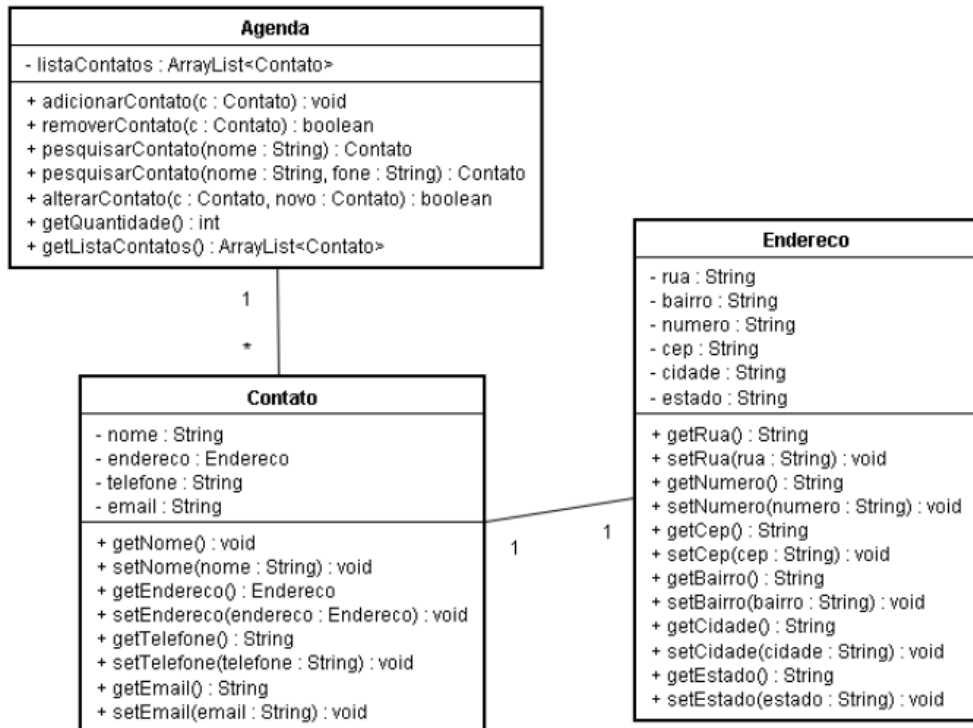 Agenda
- listaContatos : ArrayList<Contato>
+ adicionarContato(c : Contato) : void
+ removerContato(c : Contato) : boolean
+ pesquisarContato(nome : String) : Contato
+ pesquisarContato(nome : String, fone : String) : Contato
+ alterarContato(c : Contato, novo : Contato) : boolean
+ getQuantidade() : int
+ getListaContatos() : ArrayList<Contato>
1
*
Contato
- nome : String
- endereco : Endereco
- telefone : String
- email : String
+ getNome() : void
+ setNome(nome : String) : void
+ getEndereco() : Endereco
+ setEndereco(endereco : Endereco) : void
+ getTelefone() : String
+ setTelefone(telefone : String) : void
+ getEmail() : String
+ setEmail(email : String) : void
1
1
Endereco
- rua : String
- bairro : String
- numero : String
- cep : String
- cidade : String
- estado : String
+ getRua() : String
+ setRua(rua : String) : void
+ getNumero() : String
+ setNumero(numero : String) : void
+ getCep() : String
+ setCep(cep : String) : void
+ getBairro() : String
+ setBairro(bairro : String) : void
+ getCidade() : String
+ setCidade(cidade : String) : void
+ getEstado() : String
+ setEstado(estado : String) : void